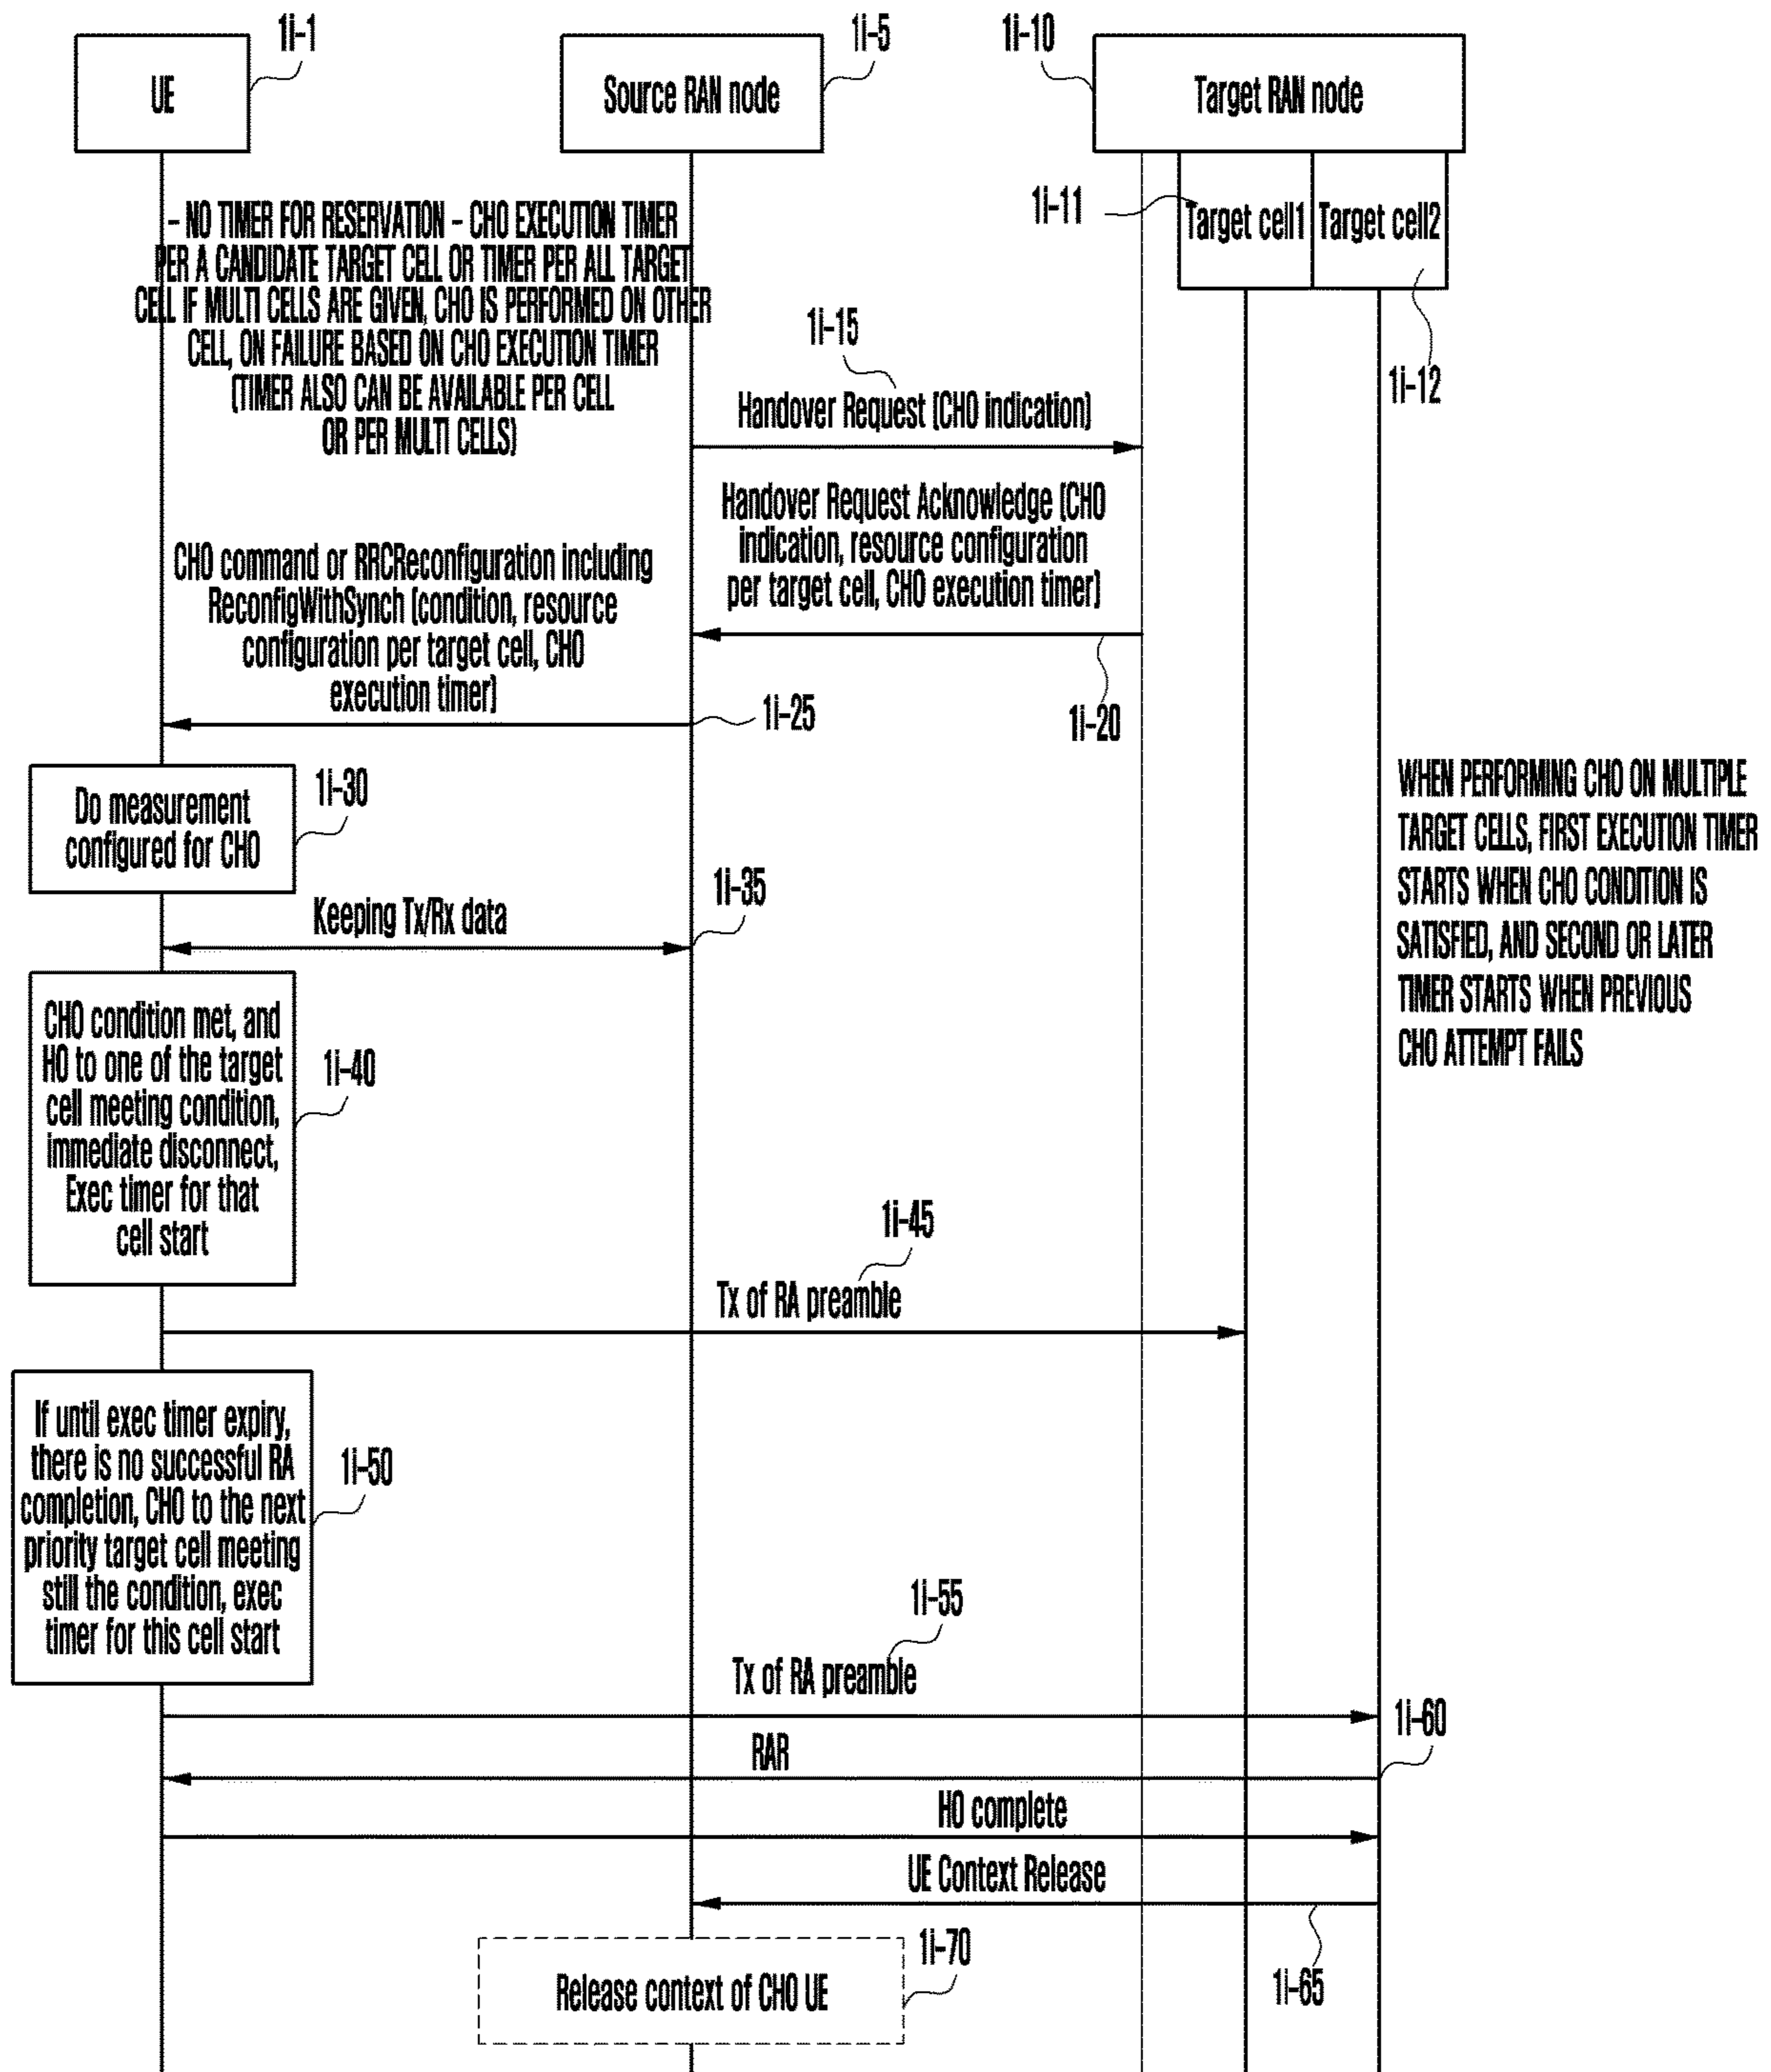 1i-1
1i-5
1i-10
UE
Source RAN node
Target RAN node
1i-11
Target cell1
Target cell2
1i-12
- NO TIMER FOR RESERVATION - CHO EXECUTION TIMER
PER A CANDIDATE TARGET CELL OR TIMER PER ALL TARGET
CELL IF MULTI CELLS ARE GIVEN, CHO IS PERFORMED ON OTHER
CELL, ON FAILURE BASED ON CHO EXECUTION TIMER
(TIMER ALSO CAN BE AVAILABLE PER CELL
OR PER MULTI CELLS)
1i-15
Handover Request (CHO indication)
Handover Request Acknowledge (CHO
indication, resource configuration
per target cell, CHO execution timer)
1i-20
CHO command or RRCReconfiguration including
ReconfigWithSynch (condition, resource
configuration per target cell, CHO
execution timer)
1i-25
Do measurement
configured for CHO
1i-30
Keeping Tx/Rx data
1i-35
WHEN PERFORMING CHO ON MULTIPLE
TARGET CELLS, FIRST EXECUTION TIMER
STARTS WHEN CHO CONDITION IS
SATISFIED, AND SECOND OR LATER
TIMER STARTS WHEN PREVIOUS
CHO ATTEMPT FAILS
CHO condition met, and
HO to one of the target
cell meeting condition,
immediate disconnect,
Exec timer for that
cell start
1i-40
1i-45
Tx of RA preamble
If until exec timer expiry,
there is no successful RA
completion, CHO to the next
priority target cell meeting
still the condition, exec
timer for this cell start
1i-50
1i-55
Tx of RA preamble
1i-60
RAR
HO complete
UE Context Release
1i-65
1i-70
Release context of CHO UE